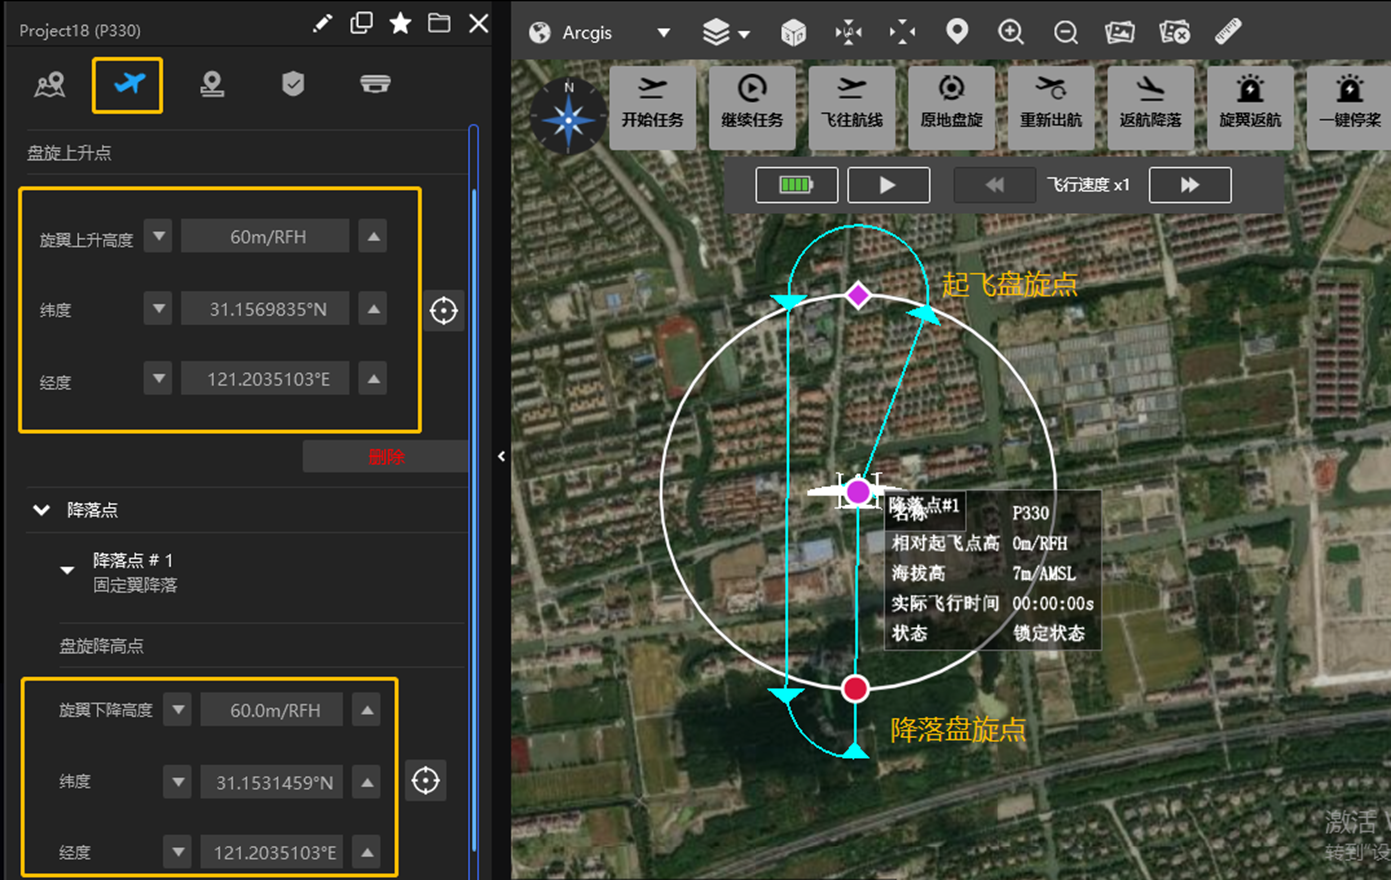 Project18 (P330)
盘旋上升点
旋翼上升高度
60m/RFH
纬度
31.1569835°N
经度
121.2035103°E
删除
降落点
降落点 # 1
固定翼降落
盘旋降高点
旋翼下降高度
60.0m/RFH
纬度
31.1531459°N
经度
121.2035103°E
Arcgis
N
开始任务
继续任务
飞往航线
原地盘旋
重新出航
返航降落
旋翼返航
一键停桨
飞行速度 x1
起飞盘旋点
降落点#1
名称 P330
相对起飞点高 0m/RFH
海拔高 7m/AMSL
实际飞行时间 00:00:00s
状态 锁定状态
降落盘旋点
激活
转到"设